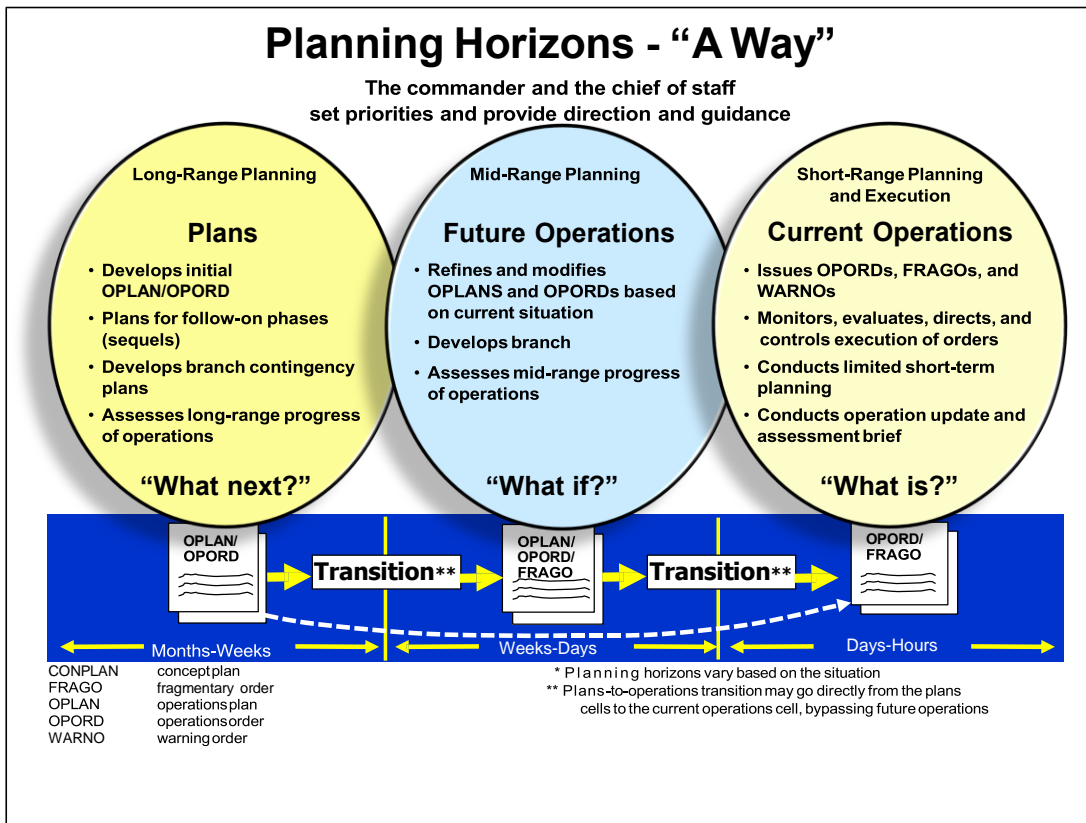 Planning Horizons - “A Way”
The commander and the chief of staff
set priorities and provide direction and guidance
Long-Range Planning
Plans
• Develops initial
OPLAN/OPORD
• Plans for follow-on phases
(sequels)
• Develops branch contingency
plans
• Assesses long-range progress
of operations
“What next?”
Mid-Range Planning
Future Operations
• Refines and modifies
OPLANS and OPORDs based
on current situation
• Develops branch
• Assesses mid-range progress
of operations
“What if?”
Short-Range Planning
and Execution
Current Operations
• Issues OPORDs, FRAGOs, and
WARNOs
• Monitors, evaluates, directs, and
controls execution of orders
• Conducts limited short-term
planning
• Conducts operation update and
assessment brief
“What is?”
OPLAN/
OPORD
Transition**
OPLAN/
OPORD/
FRAGO
Transition**
OPORD/
FRAGO
Months-Weeks
Weeks-Days
Days-Hours
CONPLAN concept plan
FRAGO fragmentary order
OPLAN operations plan
OPORD operations order
WARNO warning order
* Planning horizons vary based on the situation
** Plans-to-operations transition may go directly from the plans
cells to the current operations cell, bypassing future operations